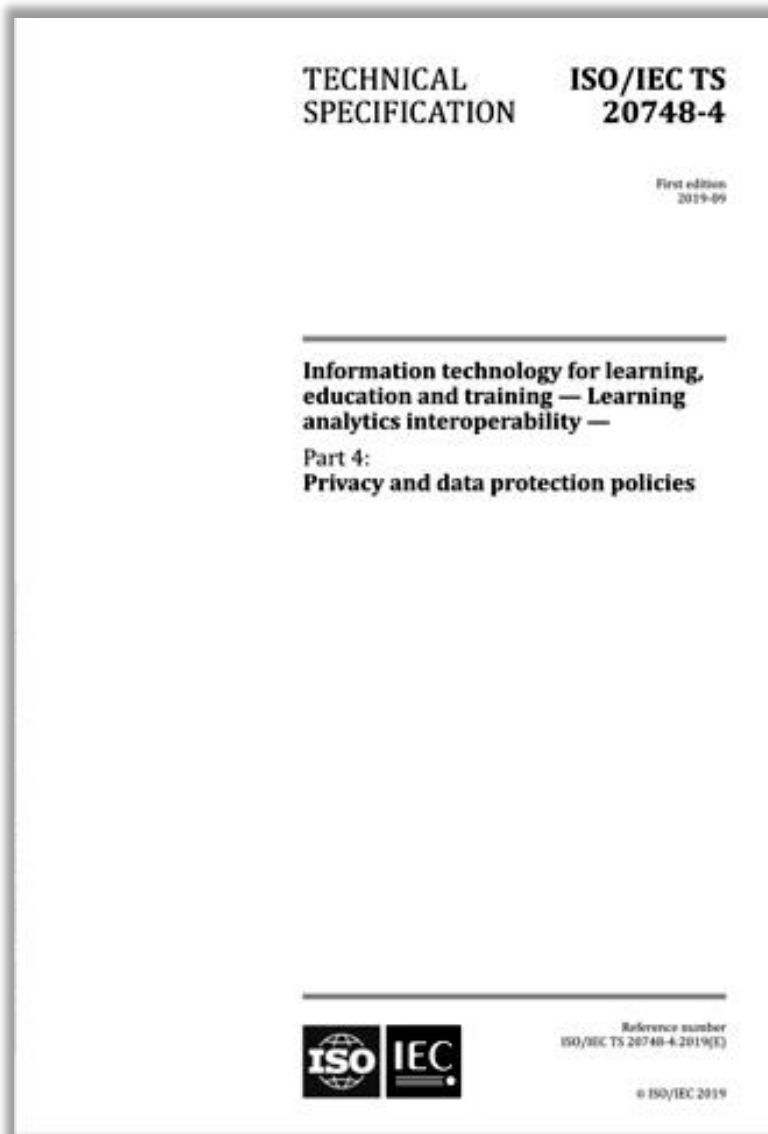 TECHNICAL SPECIFICATION
ISO/IEC TS 20748-4
First edition
2019-09
Information technology for learning,
education and training — Learning
analytics interoperability —
Part 4:
Privacy and data protection policies
ISO
IEC
Reference number
ISO/IEC TS 20748-4:2019(E)
© ISO/IEC 2019